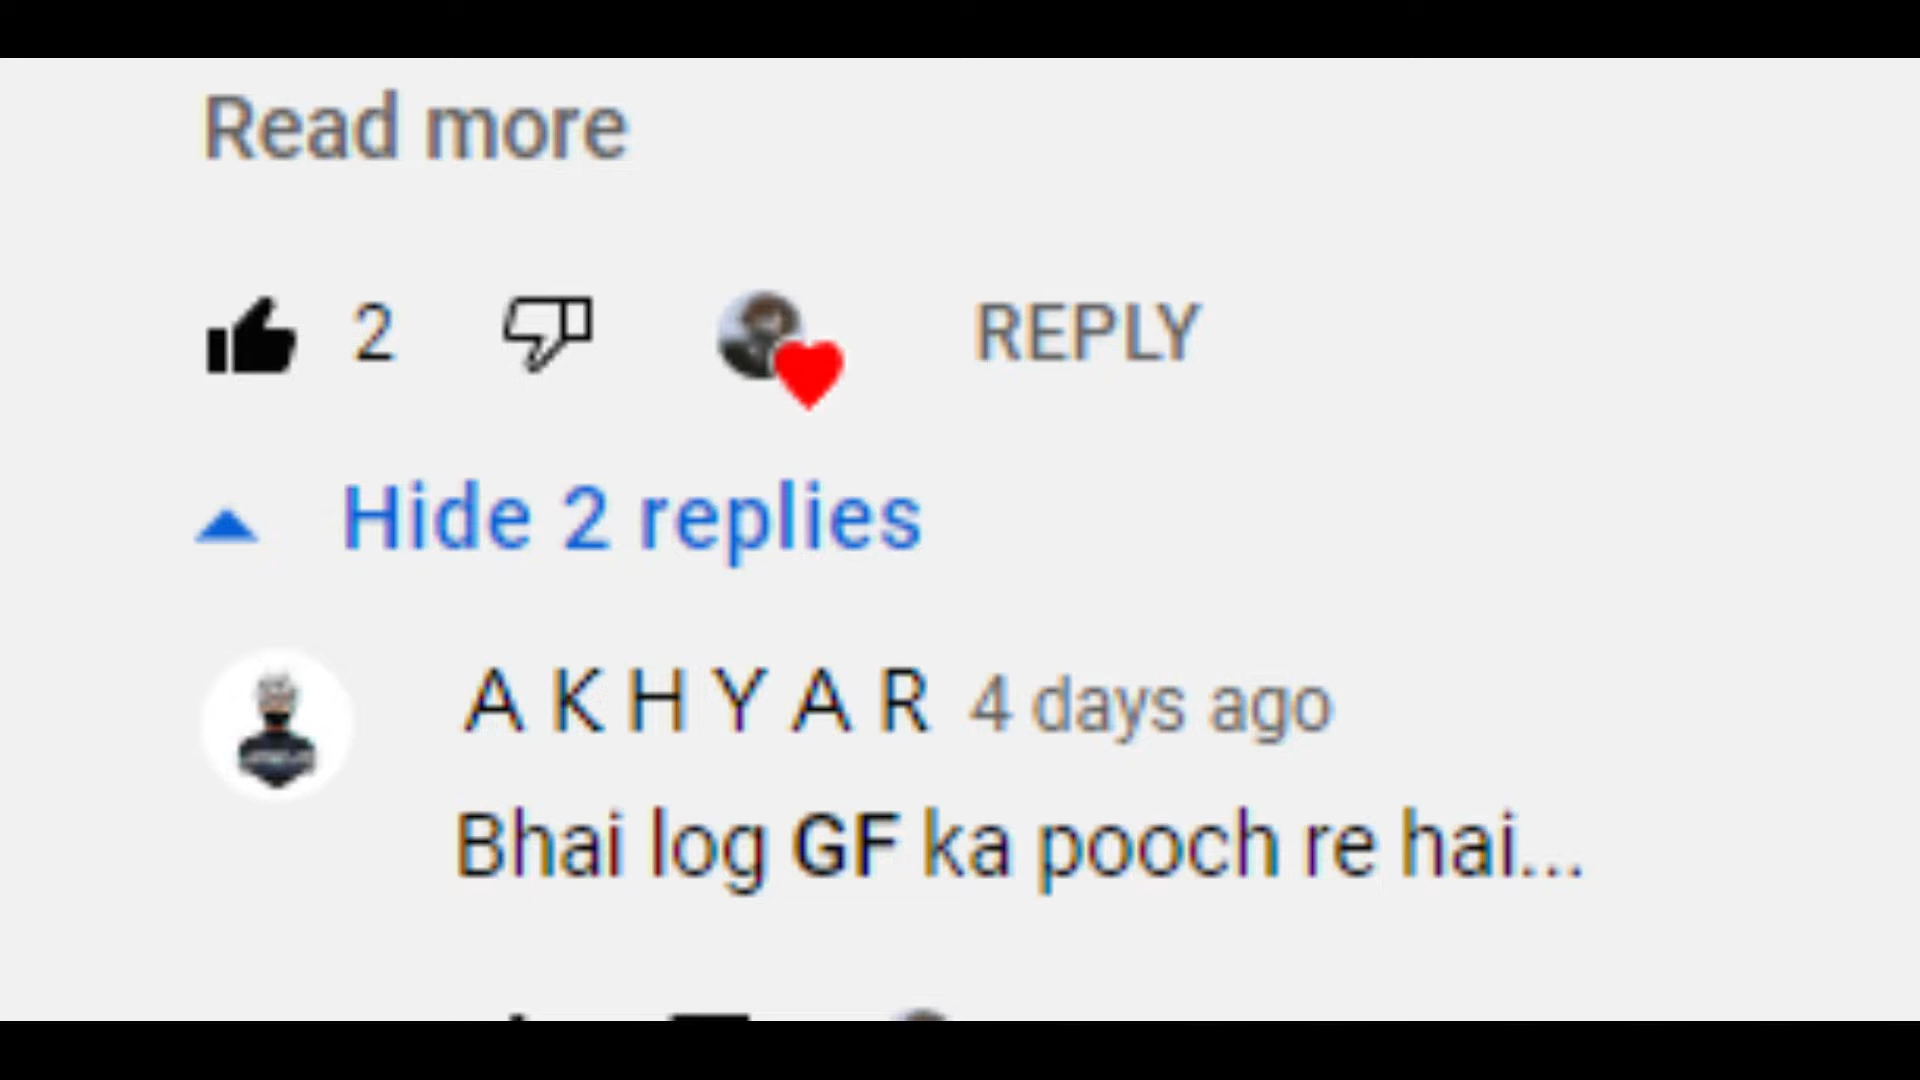 Read more
2 REPLY
Hide 2 replies
A K H Y A R 4 days ago
Bhai log GF ka pooch re hai...